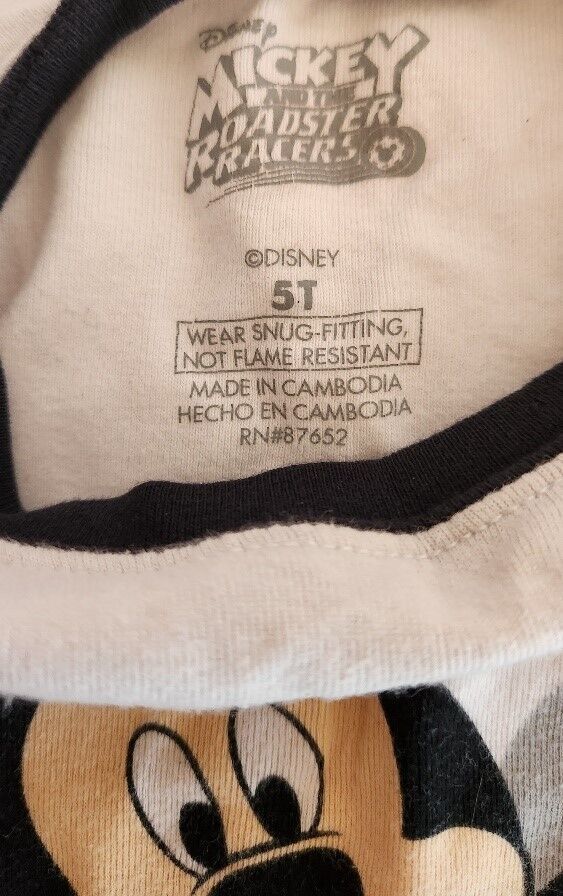 Disney
MICKEY
AND THE
ROADSTER
RACERS
©DISNEY
5T
WEAR SNUG-FITTING,
NOT FLAME RESISTANT
MADE IN CAMBODIA
HECHO EN CAMBODIA
RN#87652